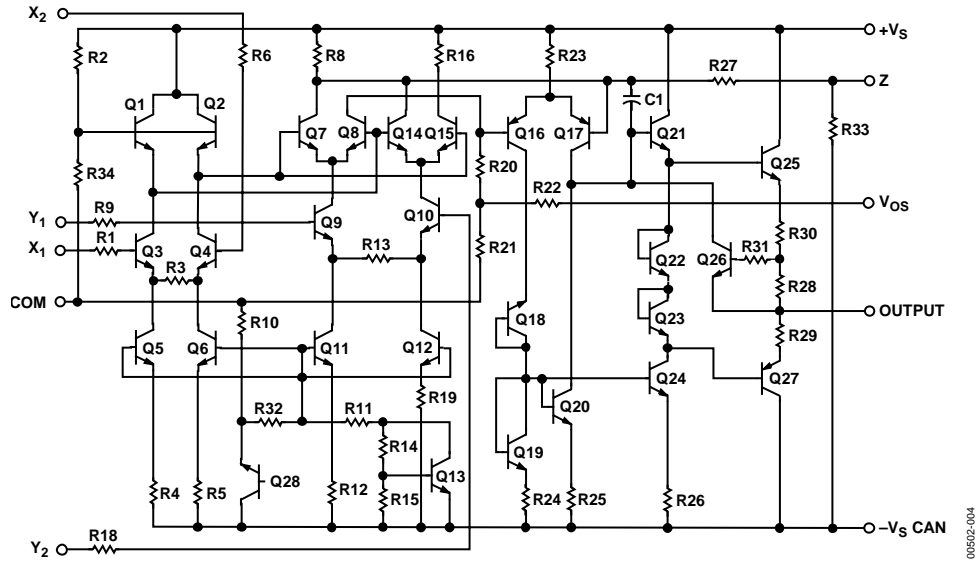 X2
+VS
R2
R6
R8
R16
R23
R27
Z
C1
Q1
Q2
R33
Q7
Q8
Q14
Q15
Q16
Q17
Q21
Q25
R34
R20
R22
VOS
Y1
R9
Q9
Q10
R30
X1
R1
Q3
Q4
R13
R21
Q22
Q26
R31
R3
R28
COM
OUTPUT
R10
Q18
Q23
R29
Q5
Q6
Q11
Q12
Q24
Q27
R19
Q20
R32
R11
R14
Q19
Q28
Q13
R4
R5
R12
R15
R24
R25
R26
–VS CAN
Y2
R18
00502-004